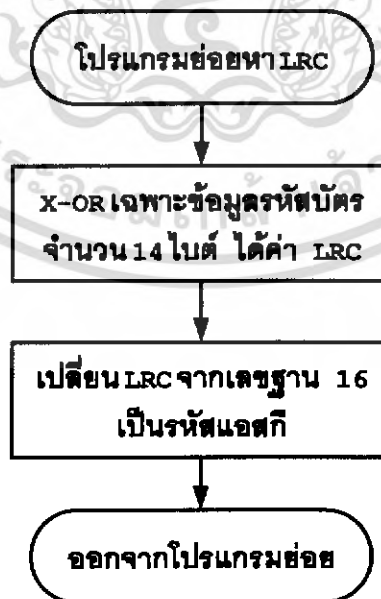 โปรแกรมย่อยหา LRC
X-OR เฉพาะข้อมูลรหัสบัตร
จำนวน 14 ไบต์ ได้ค่า LRC
เปลี่ยน LRC จากเลขฐาน 16
เป็นรหัสแอสกี
ออกจากโปรแกรมย่อย